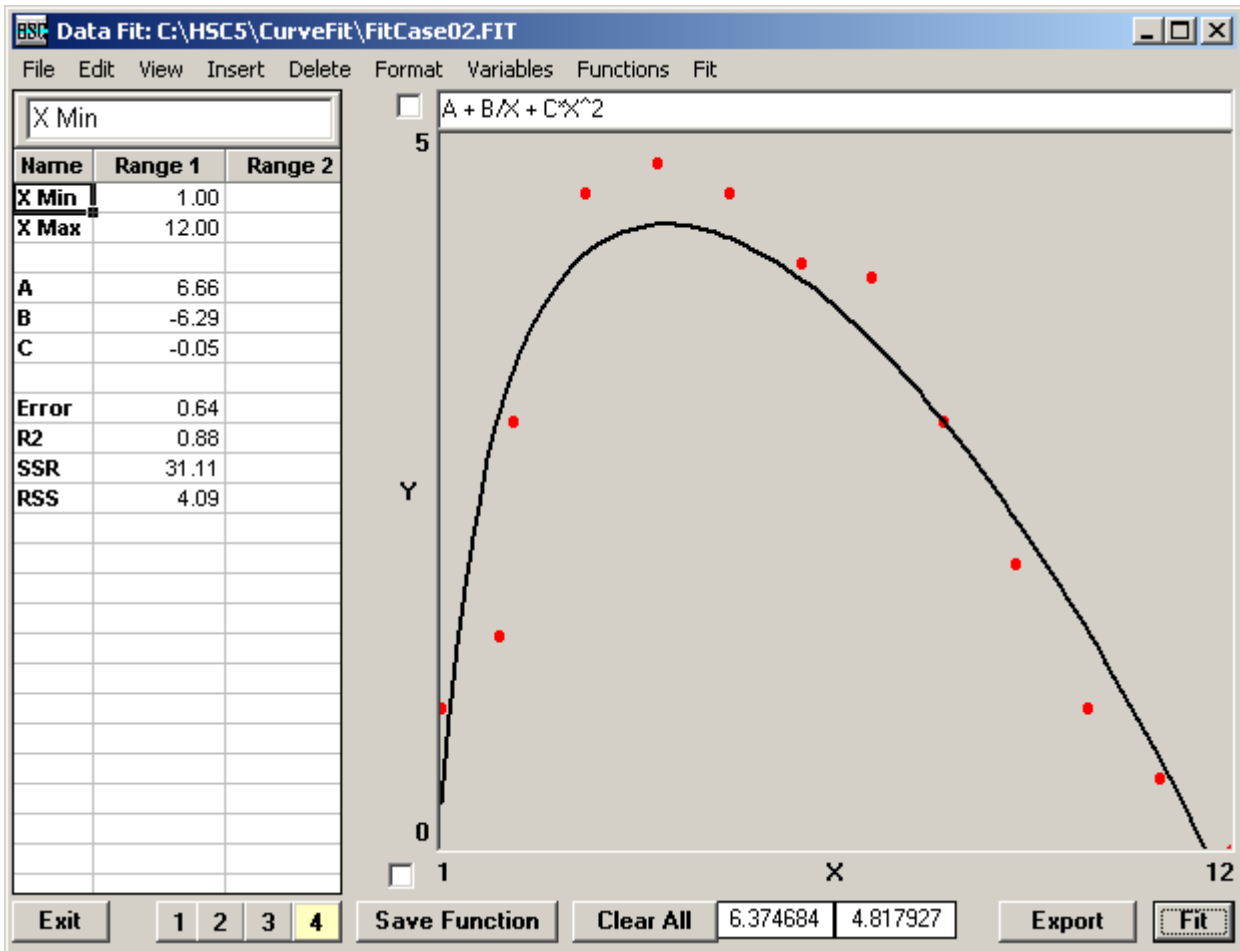 HSC Data Fit: C:\HSC5\CurveFit\FitCase02.FIT
File Edit View Insert Delete Format Variables Functions Fit
X Min
Name Range 1 Range 2
X Min 1.00
X Max 12.00
A 6.66
B -6.29
C -0.05
Error 0.64
R2 0.88
SSR 31.11
RSS 4.09
A + B/X + C*X^2
5
Y
0
1 X 12
Exit 1 2 3 4 Save Function Clear All 6.374684 4.817927 Export Fit